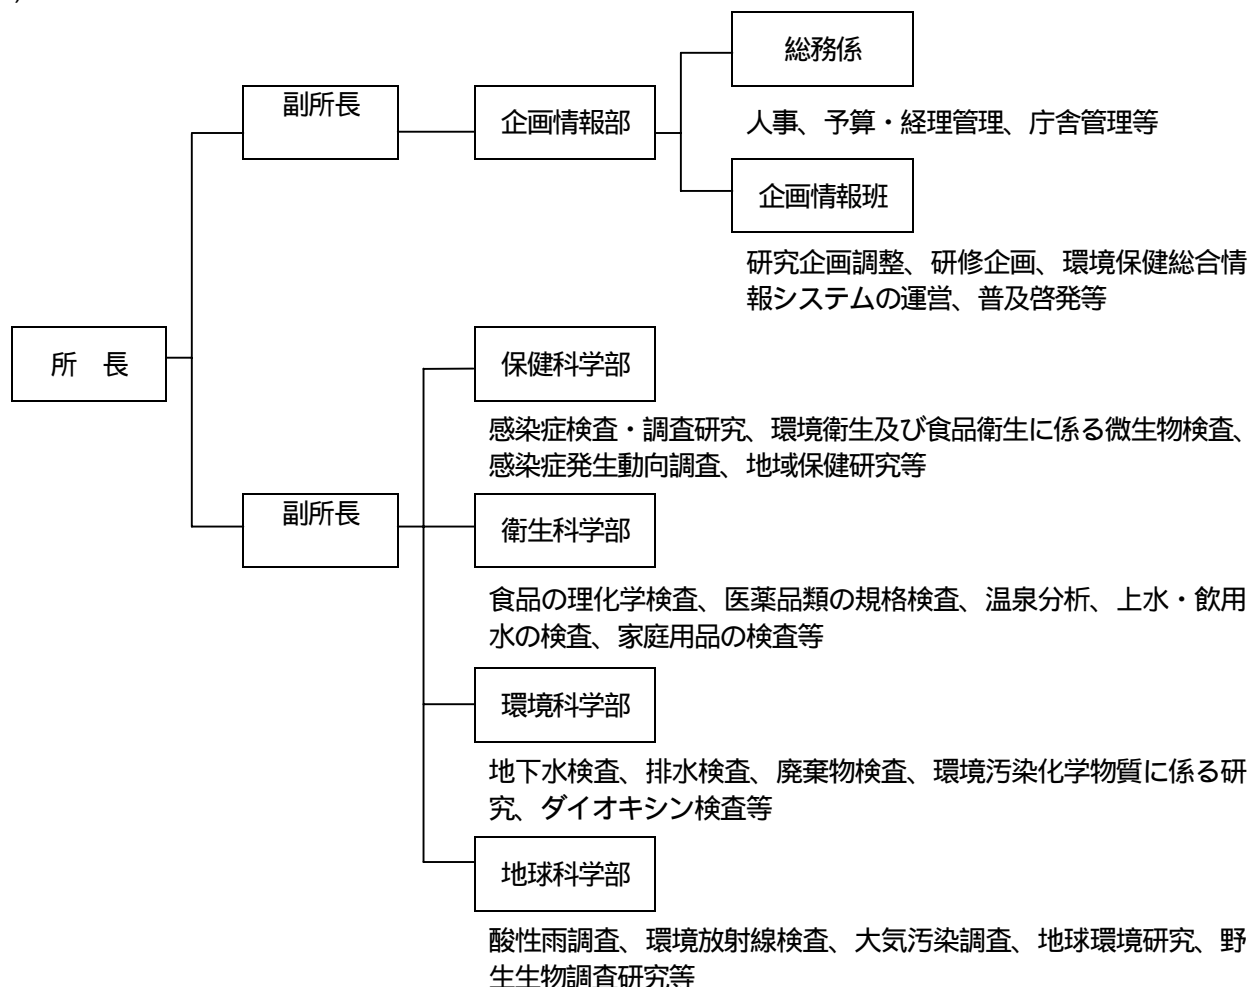 総務係
副所長
企画情報部
人事、予算・経理管理、庁舎管理等
企画情報班
研究企画調整、研修企画、環境保健総合情
報システムの運営、普及啓発等
所　長
保健科学部
感染症検査・調査研究、環境衛生及び食品衛生に係る微生物検査、
感染症発生動向調査、地域保健研究等
副所長
衛生科学部
食品の理化学検査、医薬品類の規格検査、温泉分析、上水・飲用
水の検査、家庭用品の検査等
環境科学部
地下水検査、排水検査、廃棄物検査、環境汚染化学物質に係る研
究、ダイオキシン検査等
地球科学部
酸性雨調査、環境放射線検査、大気汚染調査、地球環境研究、野
生生物調査研究等